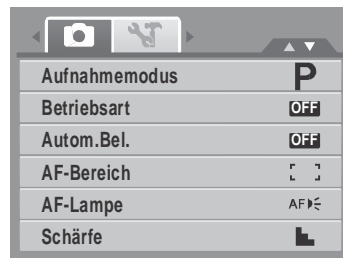 Aufnahmemodus P
Betriebsart OFF
Autom.Bel. OFF
AF-Bereich
AF-Lampe AF
Schärfe